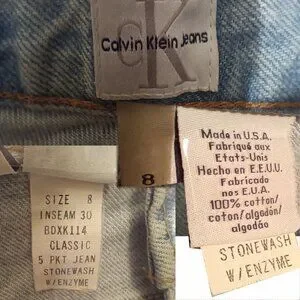 cK
Calvin Klein Jeans
8
SIZE 8
INSEAM 30
BDXK114
CLASSIC
5 PKT JEAN
STONEWASH
W/ENZYME
Made in U.S.A.
Fabriqué aux
Etats-Unis
Hecho en E.E.U.U.
Fabricado
nos E.U.A.
100% cotton/
coton/algodón/
algodão
STONEWASH
W/ENZYME